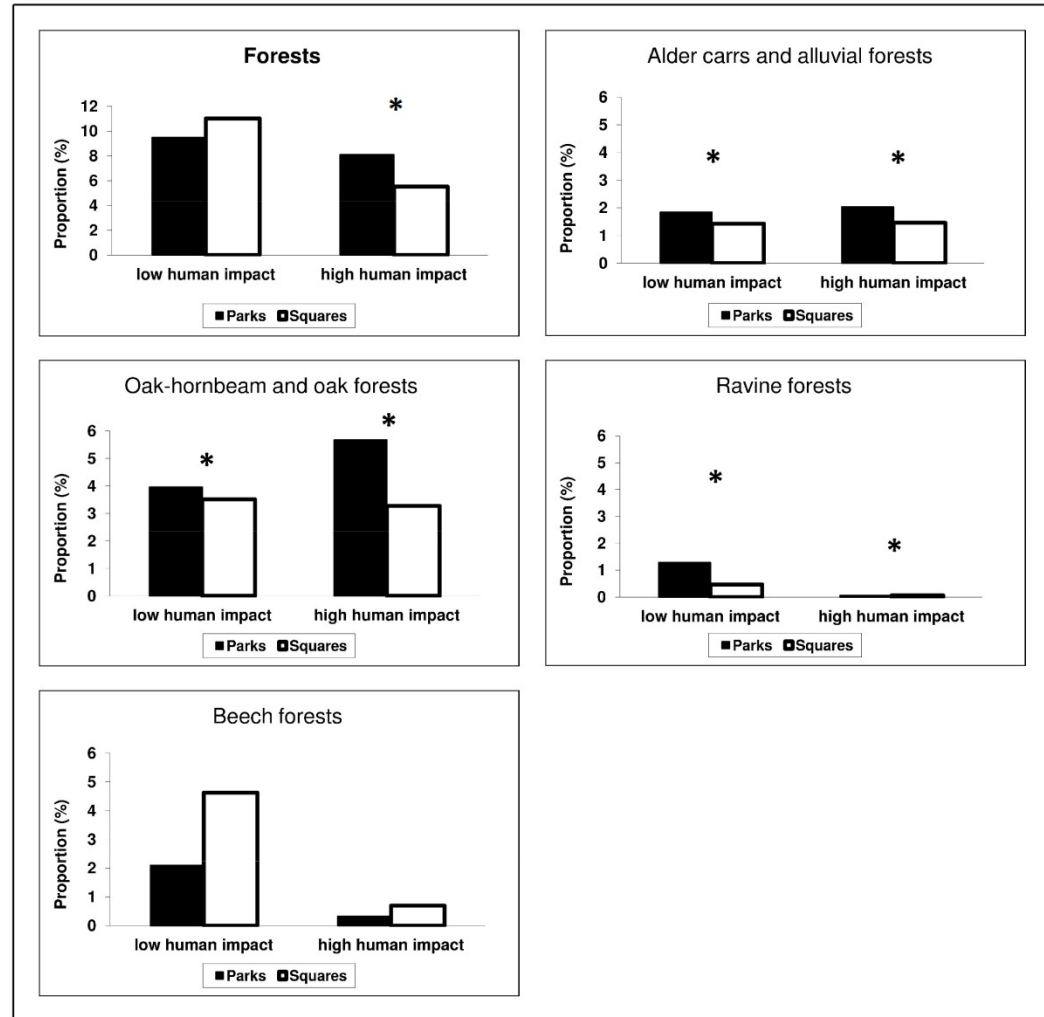 Forests
Proportion (%)
12
10
8
6
4
2
0
*
low human impact
high human impact
Parks Squares
Alder carrs and alluvial forests
Proportion (%)
6
5
4
3
2
1
0
*
*
low human impact
high human impact
Parks Squares
Oak-hornbeam and oak forests
Proportion (%)
6
5
4
3
2
1
0
*
*
low human impact
high human impact
Parks Squares
Ravine forests
Proportion (%)
6
5
4
3
2
1
0
*
*
low human impact
high human impact
Parks Squares
Beech forests
Proportion (%)
6
5
4
3
2
1
0
low human impact
high human impact
Parks Squares